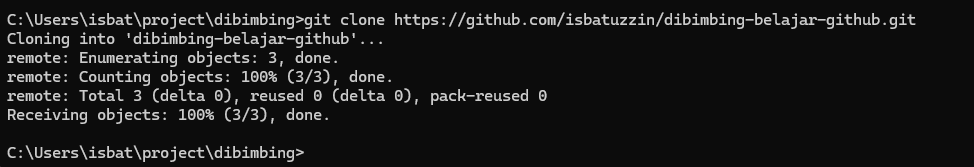 C:\Users\isbat\project\dibimbing>git clone https://github.com/isbatuzzin/dibimbing-belajar-github.git
Cloning into 'dibimbing-belajar-github'...
remote: Enumerating objects: 3, done.
remote: Counting objects: 100% (3/3), done.
remote: Total 3 (delta 0), reused 0 (delta 0), pack-reused 0
Receiving objects: 100% (3/3), done.
C:\Users\isbat\project\dibimbing>